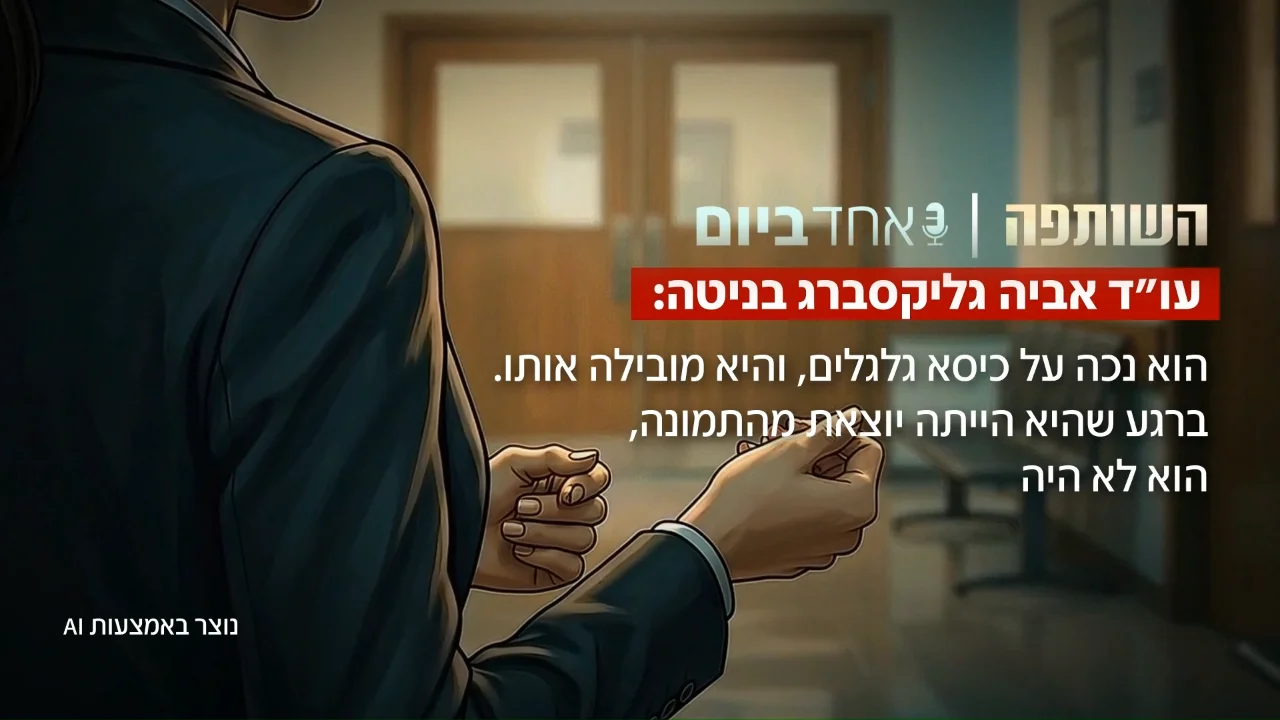 השותפה | אחד ביום
עו״ד אביה גליקסברג בניטה:
הוא נכה על כיסא גלגלים, והיא מובילה אותו.
ברגע שהיא הייתה יוצאת מהתמונה,
הוא לא היה
נוצר באמצעות AI